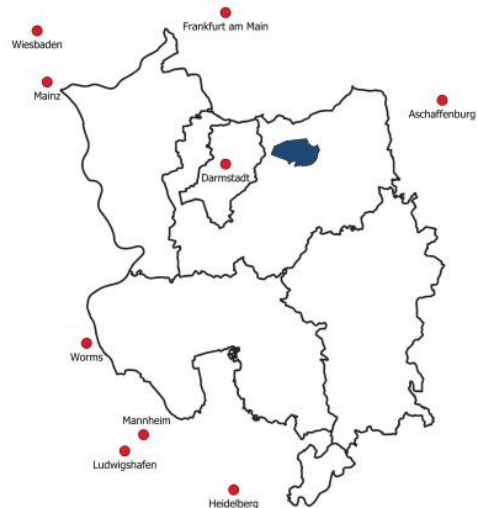 Frankfurt am Main
Wiesbaden
Mainz
Aschaffenburg
Darmstadt
Worms
Mannheim
Ludwigshafen
Heidelberg